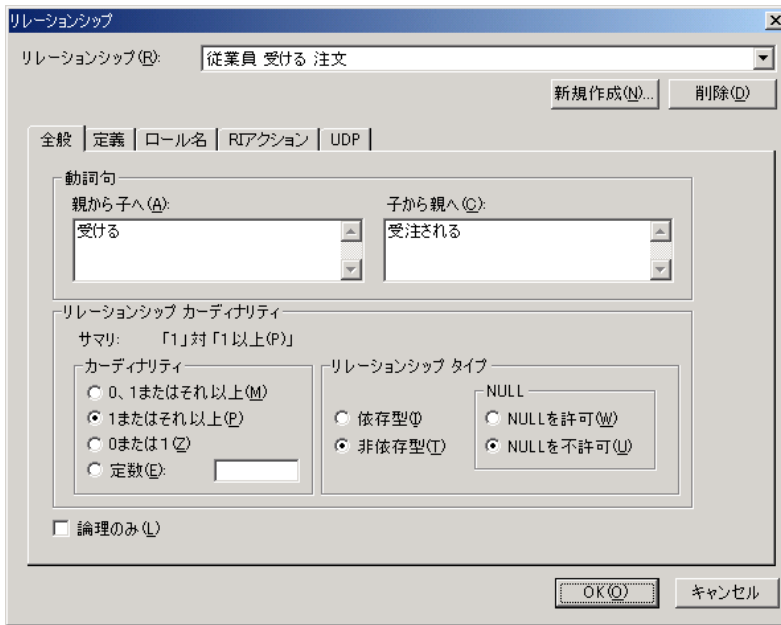 リレーションシップ
リレーションシップ(R): 従業員 受ける 注文
新規作成(N)... 削除(D)
全般 定義 ロール名 RIアクション UDP
動詞句
親から子へ(A): 子から親へ(C):
受ける 受注される
リレーションシップ カーディナリティ
サマリ: 「1」対「1以上(P)」
カーディナリティ リレーションシップ タイプ
0、1またはそれ以上(M) NULL
1またはそれ以上(P) 依存型(I) NULLを許可(W)
0または1(Z) 非依存型(T) NULLを不許可(U)
定数(E):
論理のみ(L)
OK(O) キャンセル